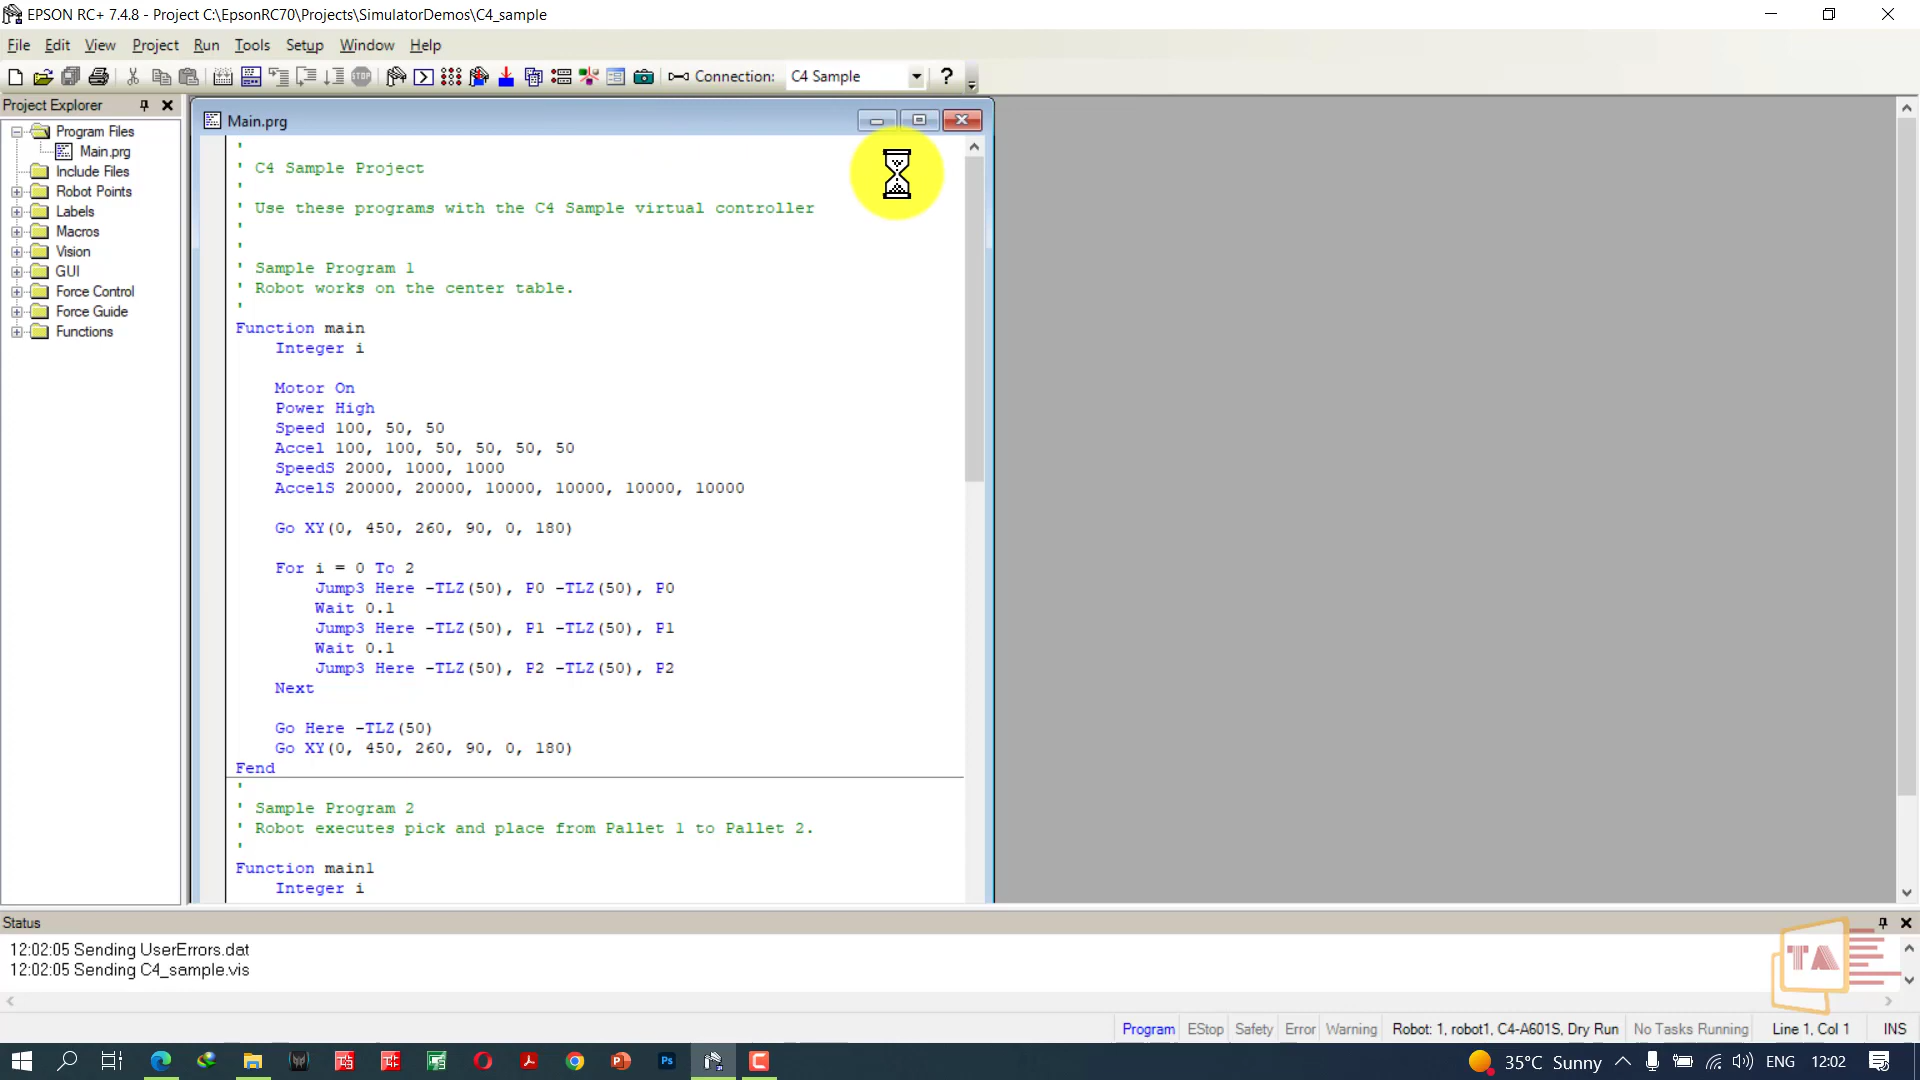 EPSON RC+ 7.4.8 - Project C:\EpsonRC70\Projects\SimulatorDemos\C4_sample
File Edit View Project Run Tools Setup Window Help
Connection: C4 Sample ?
Project Explorer
Program Files
Main.prg
Include Files
Robot Points
Labels
Macros
Vision
GUI
Force Control
Force Guide
Functions
Main.prg
'
' C4 Sample Project
'
' Use these programs with the C4 Sample virtual controller
'
'
' Sample Program 1
' Robot works on the center table.
'
Function main
Integer i
Motor On
Power High
Speed 100, 50, 50
Accel 100, 100, 50, 50, 50, 50
SpeedS 2000, 1000, 1000
AccelS 20000, 20000, 10000, 10000, 10000, 10000
Go XY(0, 450, 260, 90, 0, 180)
For i = 0 To 2
Jump3 Here -TLZ(50), P0 -TLZ(50), P0
Wait 0.1
Jump3 Here -TLZ(50), P1 -TLZ(50), P1
Wait 0.1
Jump3 Here -TLZ(50), P2 -TLZ(50), P2
Next
Go Here -TLZ(50)
Go XY(0, 450, 260, 90, 0, 180)
Fend
'
' Sample Program 2
' Robot executes pick and place from Pallet 1 to Pallet 2.
'
Function main1
Integer i
Status
12:02:05 Sending UserErrors.dat
12:02:05 Sending C4_sample.vis
TA
Program EStop Safety Error Warning Robot: 1, robot1, C4-A601S, Dry Run No Tasks Running Line 1, Col 1 INS
35°C Sunny ENG 12:02